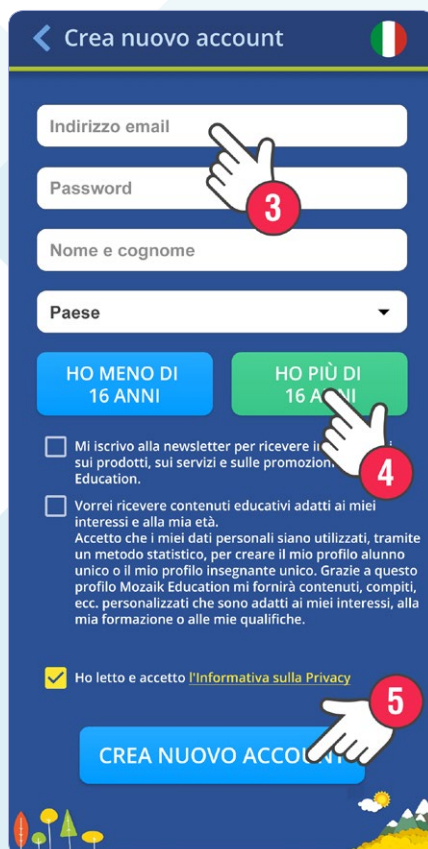 Crea nuovo account
Indirizzo email
Password
3
Nome e cognome
Paese
HO MENO DI
16 ANNI
HO PIÙ DI
16
4
Mi iscrivo alla newsletter per ricevere
sui prodotti, sui servizi e sulle
Education.
Vorrei ricevere contenuti educativi adatti ai miei
interessi e alla mia età.
Accetto che i miei dati personali siano utilizzati, tramite
un metodo statistico, per creare il mio profilo alunno
unico o il mio profilo insegnante unico. Grazie a questo
profilo Mozaik Education mi fornirà contenuti, compiti,
ecc. personalizzati che sono adatti ai miei interessi, alla
mia formazione o alle mie qualifiche.
Ho letto e accetto l'Informativa sulla Privacy
5
CREA NUOVO